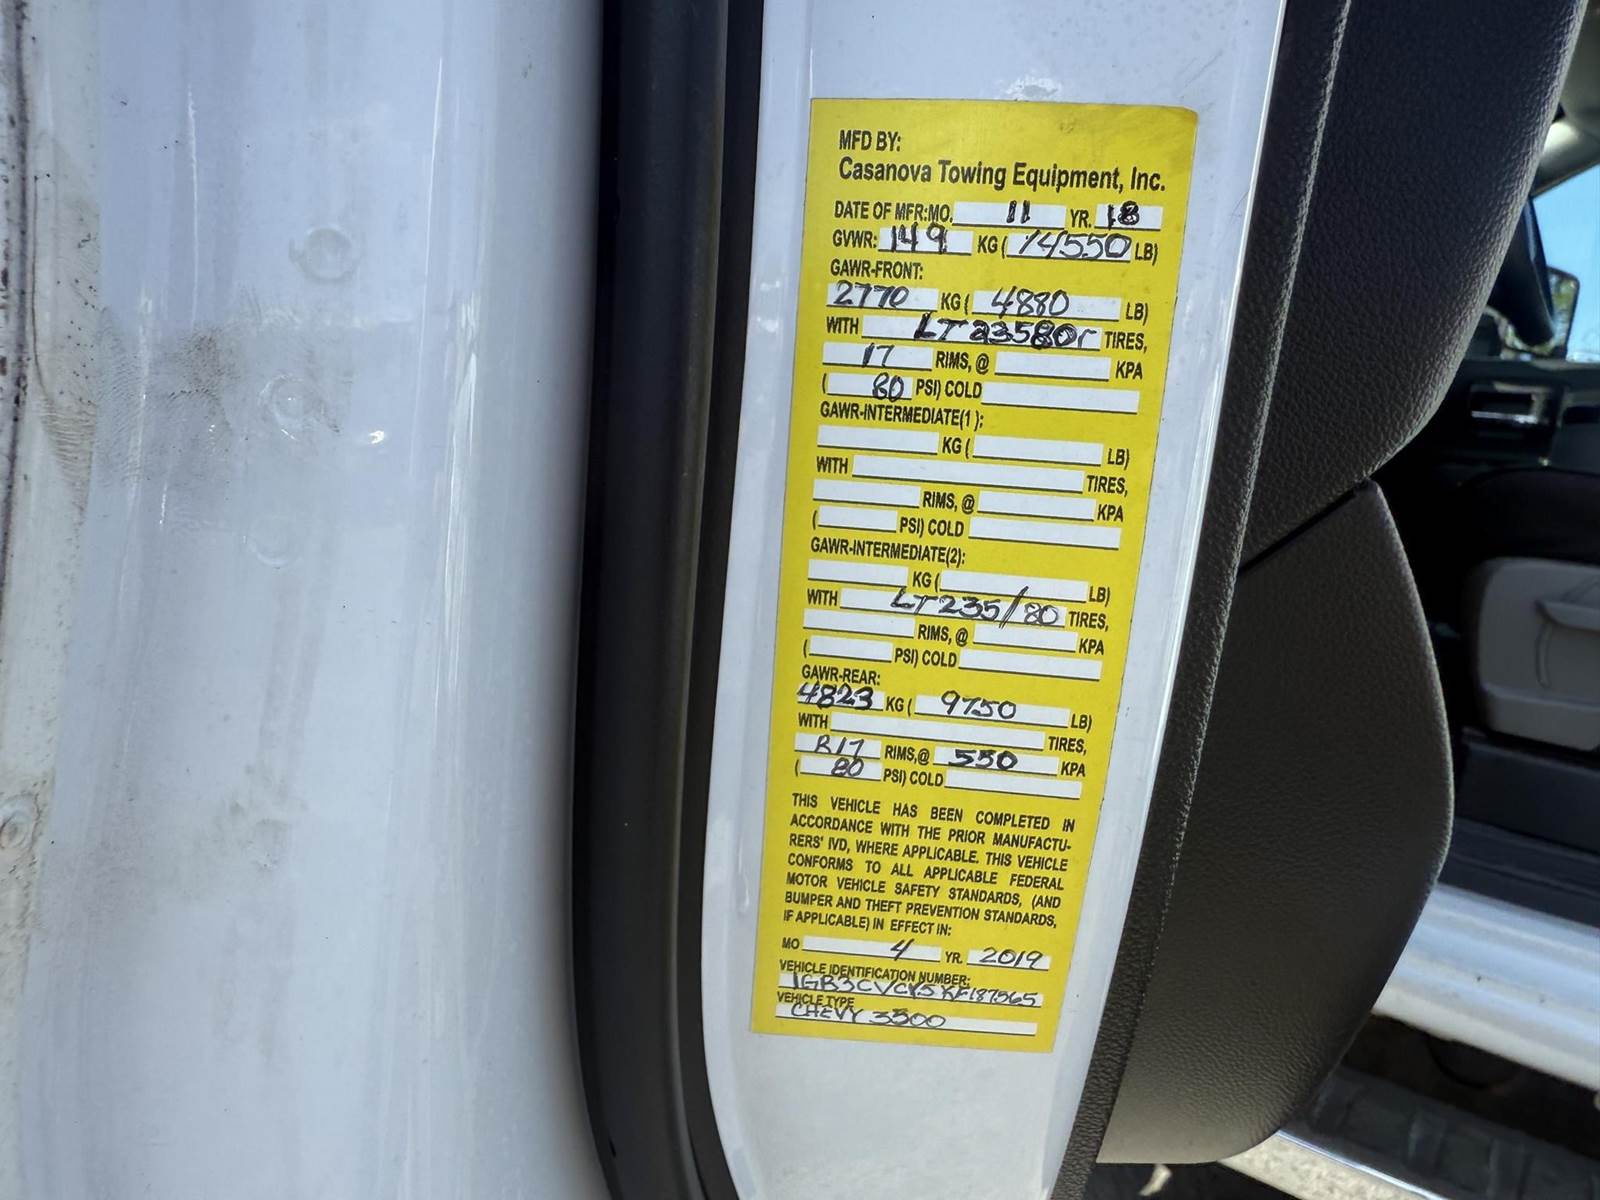 MFD BY:
Casanova Towing Equipment, Inc.
DATE OF MFR:MO. 11 YR. 18
GVWR: 149 KG ( 14550 LB)
GAWR-FRONT:
2770 KG ( 4880 LB)
WITH LT23580r TIRES,
17 RIMS, @ KPA
( 80 PSI) COLD
GAWR-INTERMEDIATE(1):
KG ( LB)
WITH TIRES,
RIMS, @ KPA
( PSI) COLD
GAWR-INTERMEDIATE(2):
KG ( LB)
WITH LT235/80 TIRES,
RIMS, @ KPA
( PSI) COLD
GAWR-REAR:
4823 KG ( 9750 LB)
WITH TIRES,
R17 RIMS,@ 550 KPA
( 80 PSI) COLD
THIS VEHICLE HAS BEEN COMPLETED IN
ACCORDANCE WITH THE PRIOR MANUFACTU-
RERS' IVD, WHERE APPLICABLE. THIS VEHICLE
CONFORMS TO ALL APPLICABLE FEDERAL
MOTOR VEHICLE SAFETY STANDARDS, (AND
BUMPER AND THEFT PREVENTION STANDARDS,
IF APPLICABLE) IN EFFECT IN:
MO 4 YR. 2019
VEHICLE IDENTIFICATION NUMBER:
1GB3CVCY5KF187565
VEHICLE TYPE
CHEVY 3500